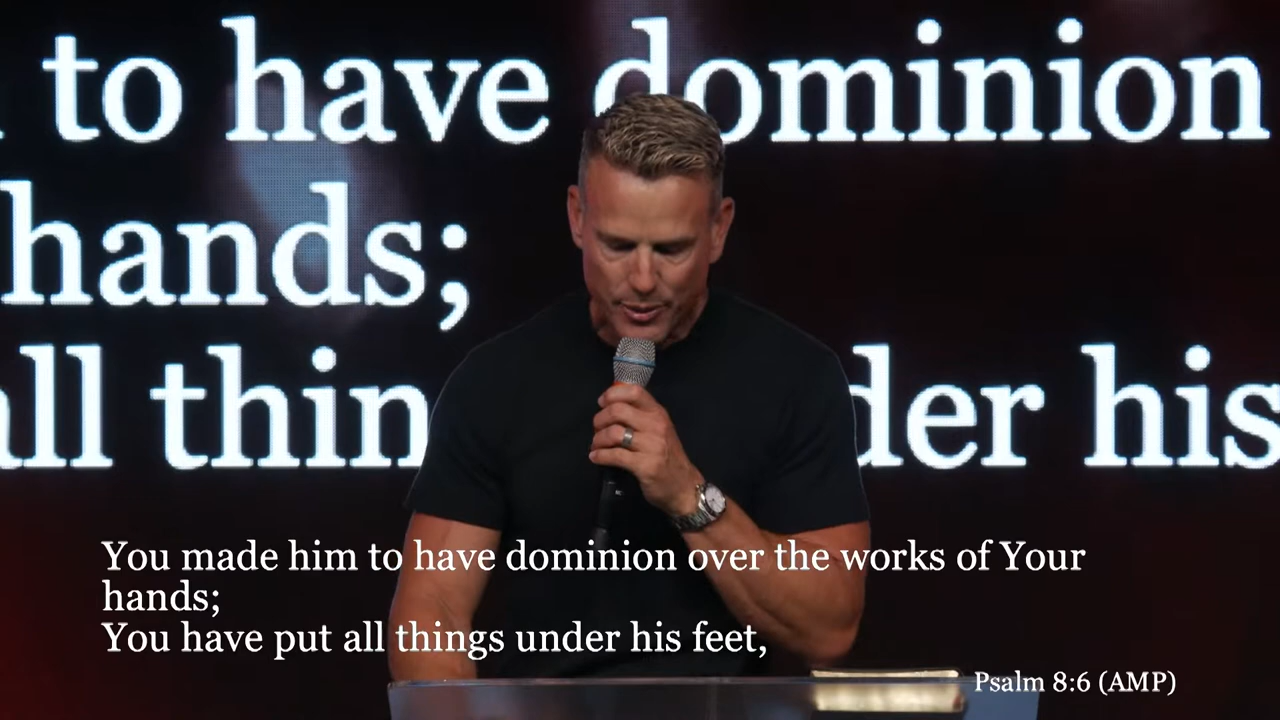 to have dominion
hands;
all thin der his
You made him to have dominion over the works of Your
hands;
You have put all things under his feet,
Psalm 8:6 (AMP)